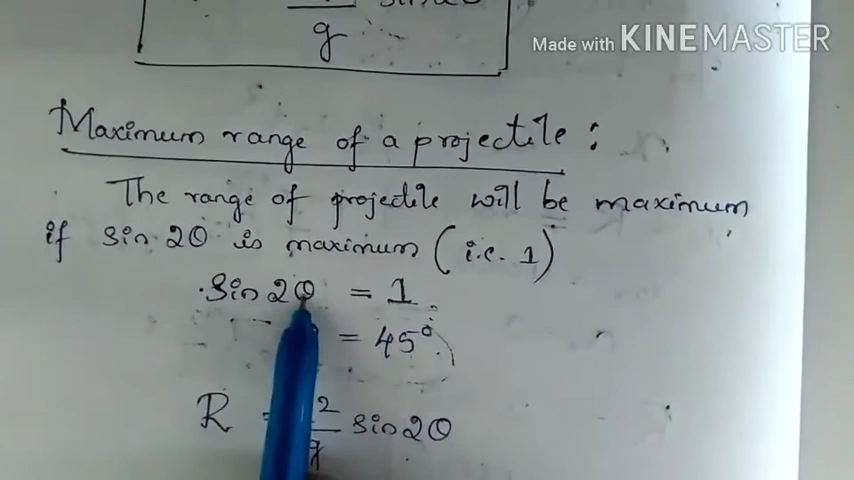 g
Made with KINEMASTER
Maximum range of a projectile :
The range of projectile will be maximum
if sin 2θ is maximum (i.e. 1)
sin 2θ = 1
= 45°
R = 2 sin 2θ
g